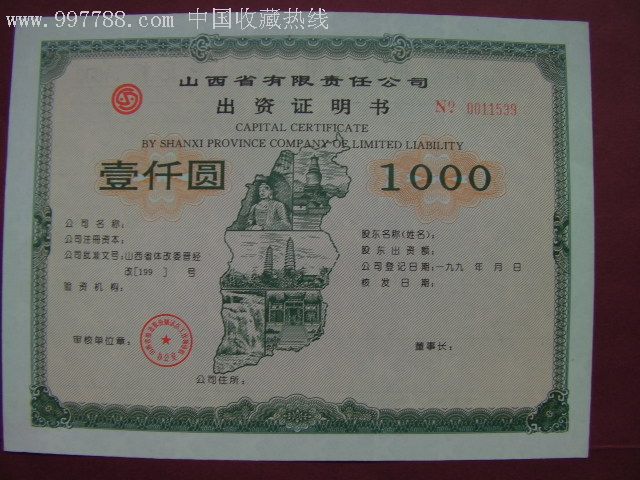 www.997788.com 中国收藏热线
山西省有限责任公司
出资证明书
№ 0011539
CAPITAL CERTIFICATE
BY SHANXI PROVINCE COMPANY OF LIMITED LIABILITY
壹仟圆 1000
公司名称：
公司注册资本：
公司批准文号：山西省体改委晋经
改[199 ] 号
验资机构：
股东名称(姓名)：
股东出资额：
公司登记日期：一九九 年 月 日
核发日期：
审核单位章：
董事长：
公司住所：